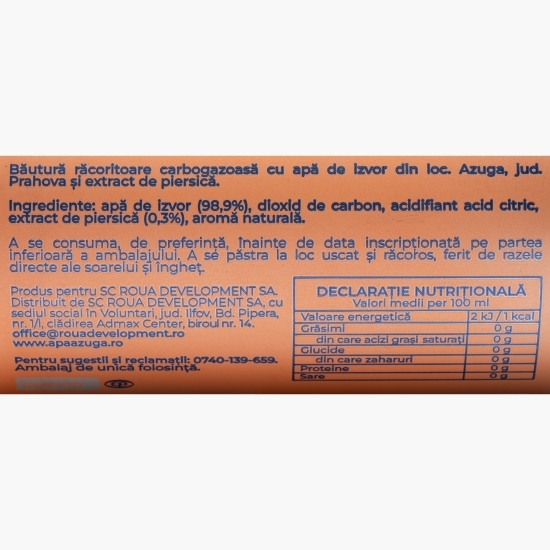 Băutură răcoritoare carbogazoasă cu apă de izvor din loc. Azuga, jud.
Prahova și extract de piersică.
Ingrediente: apă de izvor (98,9%), dioxid de carbon, acidifiant acid citric,
extract de piersică (0,3%), aromă naturală.
A se consuma, de preferință, înainte de data inscripționată pe partea
inferioară a ambalajului. A se păstra la loc uscat și răcoros, ferit de razele
directe ale soarelui și îngheț.
Produs pentru SC ROUA DEVELOPMENT SA.
Distribuit de SC ROUA DEVELOPMENT SA, cu
sediul social în Voluntari, jud. Ilfov, Bd. Pipera,
nr. 1/I, clădirea Admax Center, biroul nr. 14.
office@rouadevelopment.ro
www.apaazuga.ro
Pentru sugestii și reclamații: 0740-139-659.
Ambalaj de unică folosință.
DECLARAȚIE NUTRIȚIONALĂ
Valori medii per 100 ml
Valoare energetică 2 kJ / 1 kcal
Grăsimi 0 g
din care acizi grași saturați 0 g
Glucide 0 g
din care zaharuri 0 g
Proteine 0 g
Sare 0 g